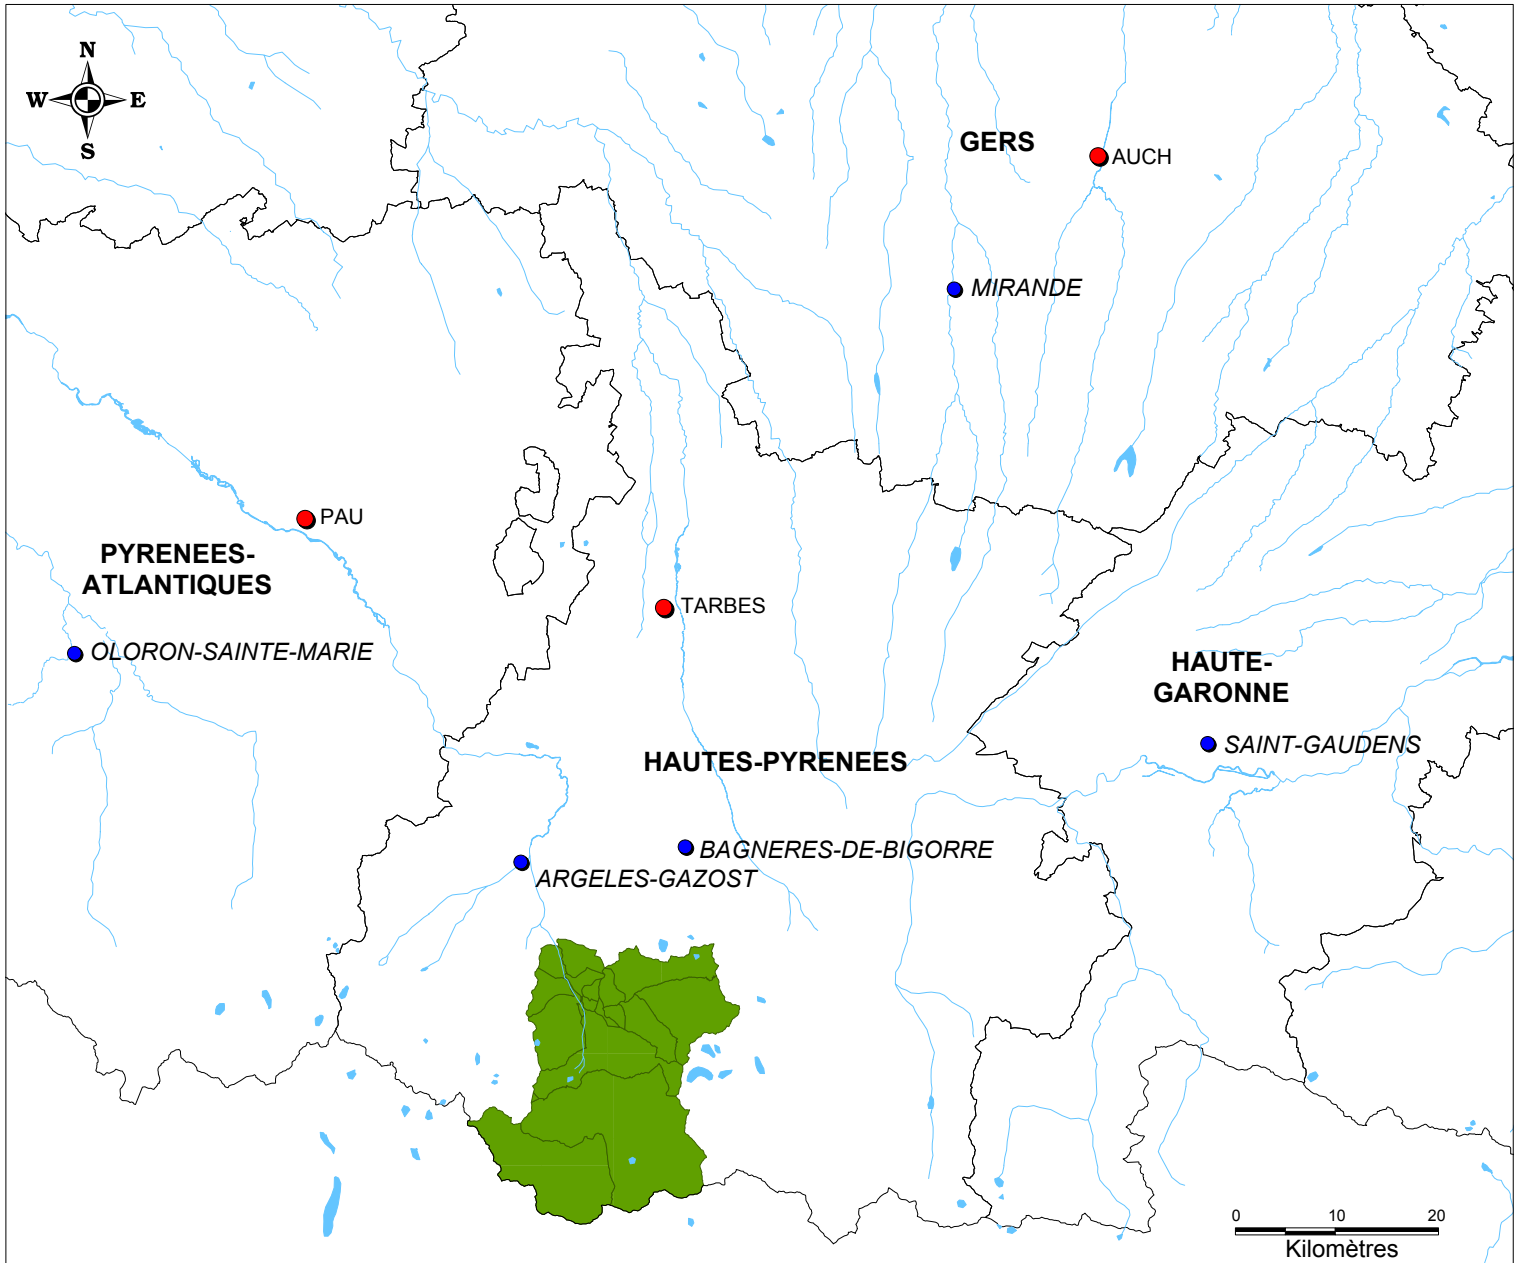 N
W E
S
GERS
AUCH
MIRANDE
PAU
PYRENEES-
ATLANTIQUES
TARBES
OLORON-SAINTE-MARIE
HAUTE-
GARONNE
SAINT-GAUDENS
HAUTES-PYRENEES
BAGNERES-DE-BIGORRE
ARGELES-GAZOST
0 10 20
Kilomètres